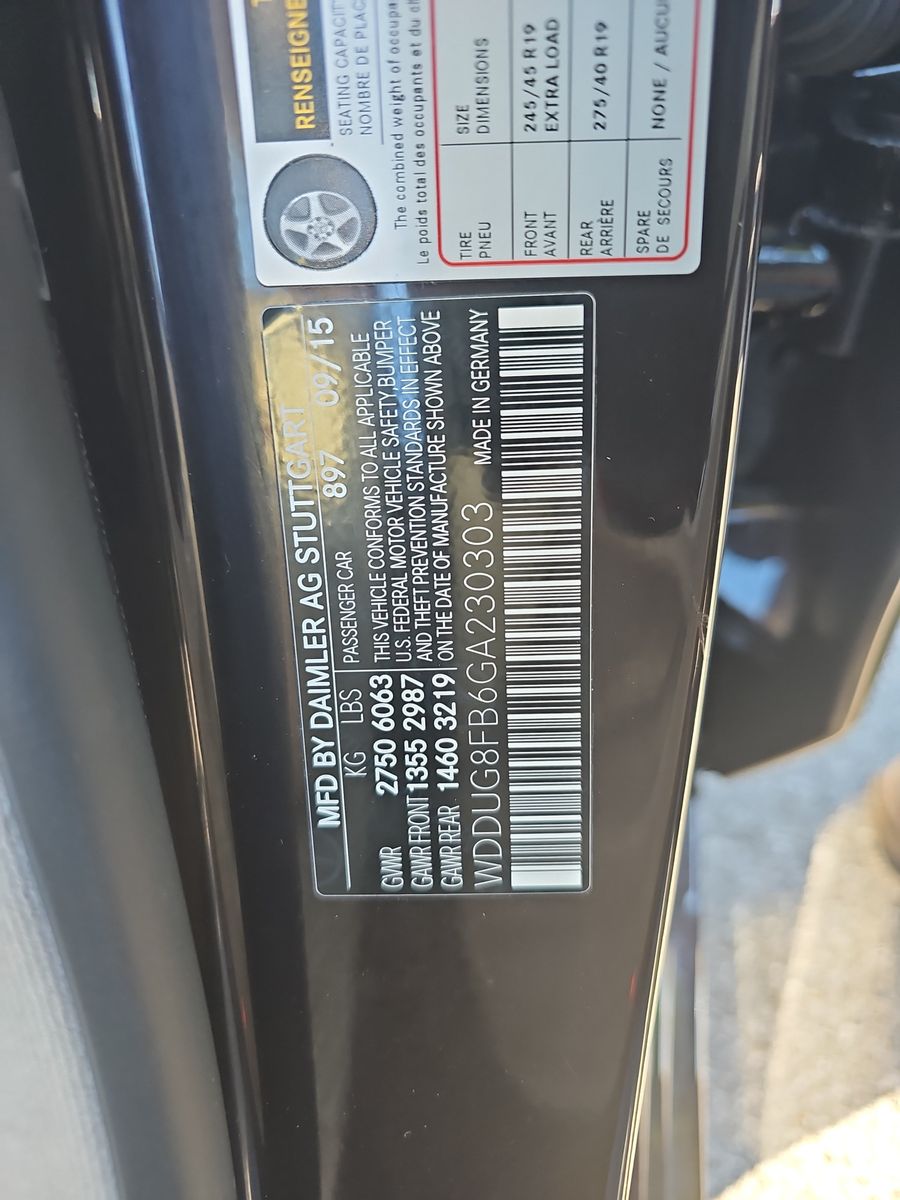 MFD BY DAIMLER AG STUTTGART
897 09/15
KG LBS PASSENGER CAR
GVWR 2750 6063 THIS VEHICLE CONFORMS TO ALL APPLICABLE
GAWR FRONT 1355 2987 U.S. FEDERAL MOTOR VEHICLE SAFETY,BUMPER
GAWR REAR 1460 3219 AND THEFT PREVENTION STANDARDS IN EFFECT
ON THE DATE OF MANUFACTURE SHOWN ABOVE
WDDUG8FB6GA230303 MADE IN GERMANY
RENSEIGNE
SEATING CAPACITY
NOMBRE DE PLAC
The combined weight of occupa
Le poids total des occupants et du ch
TIRE SIZE
PNEU DIMENSIONS
FRONT 245/45 R19
AVANT EXTRA LOAD
REAR 275/40 R19
ARRIÈRE
SPARE NONE / AUCU
DE SECOURS